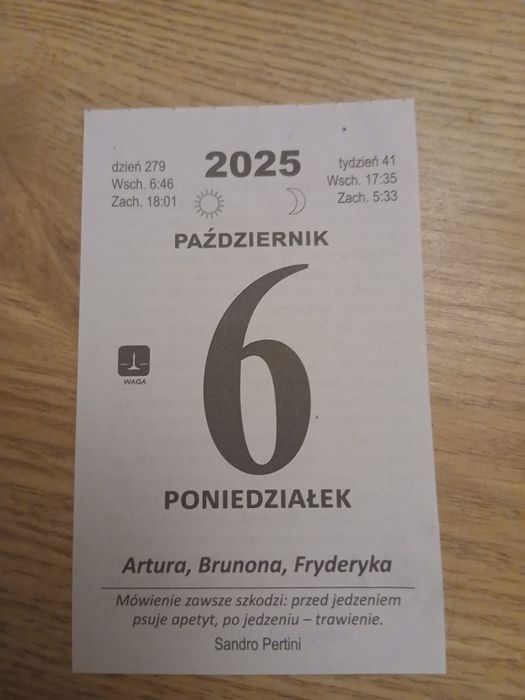 dzień 279
Wsch. 6:46
Zach. 18:01
2025
tydzień 41
Wsch. 17:35
Zach. 5:33
PAŹDZIERNIK
6
WAGA
PONIEDZIAŁEK
Artura, Brunona, Fryderyka
Mówienie zawsze szkodzi: przed jedzeniem
psuje apetyt, po jedzeniu – trawienie.
Sandro Pertini